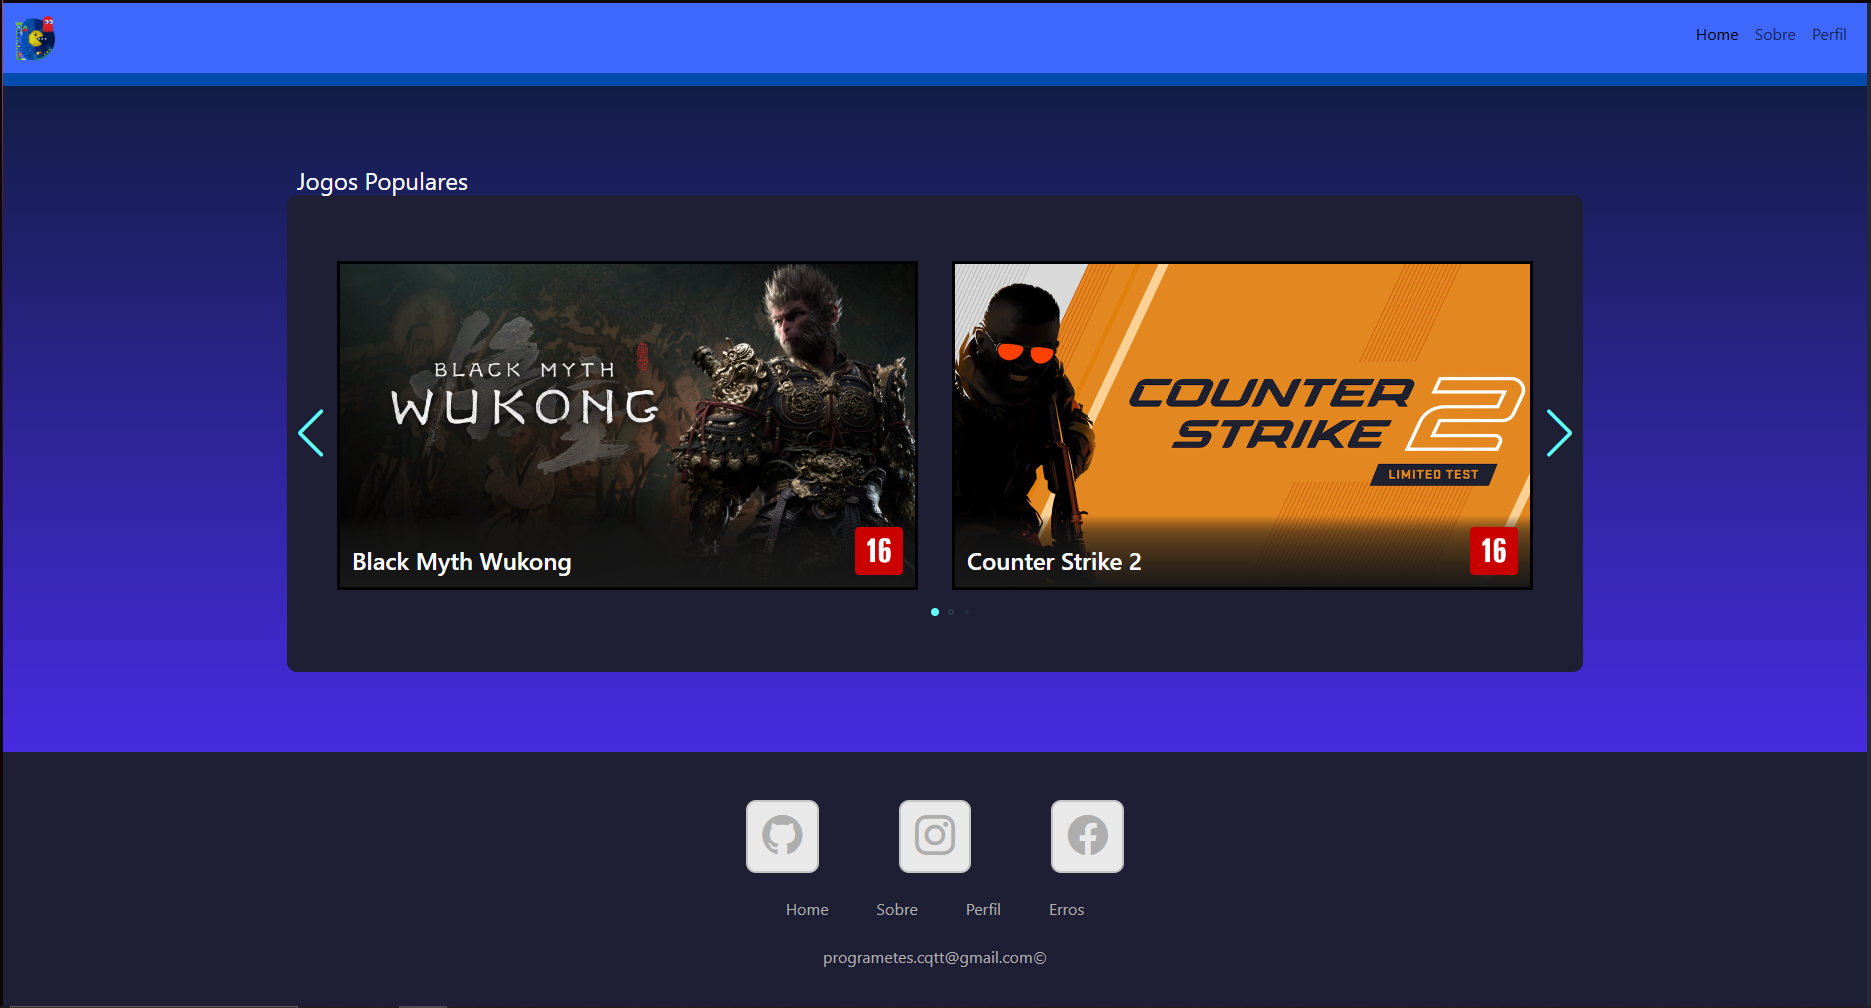 Home Sobre Perfil
Jogos Populares
BLACK MYTH
WUKONG
Black Myth Wukong
16
COUNTER
STRIKE 2
LIMITED TEST
Counter Strike 2
16
Home Sobre Perfil Erros
programetes.cqtt@gmail.com©